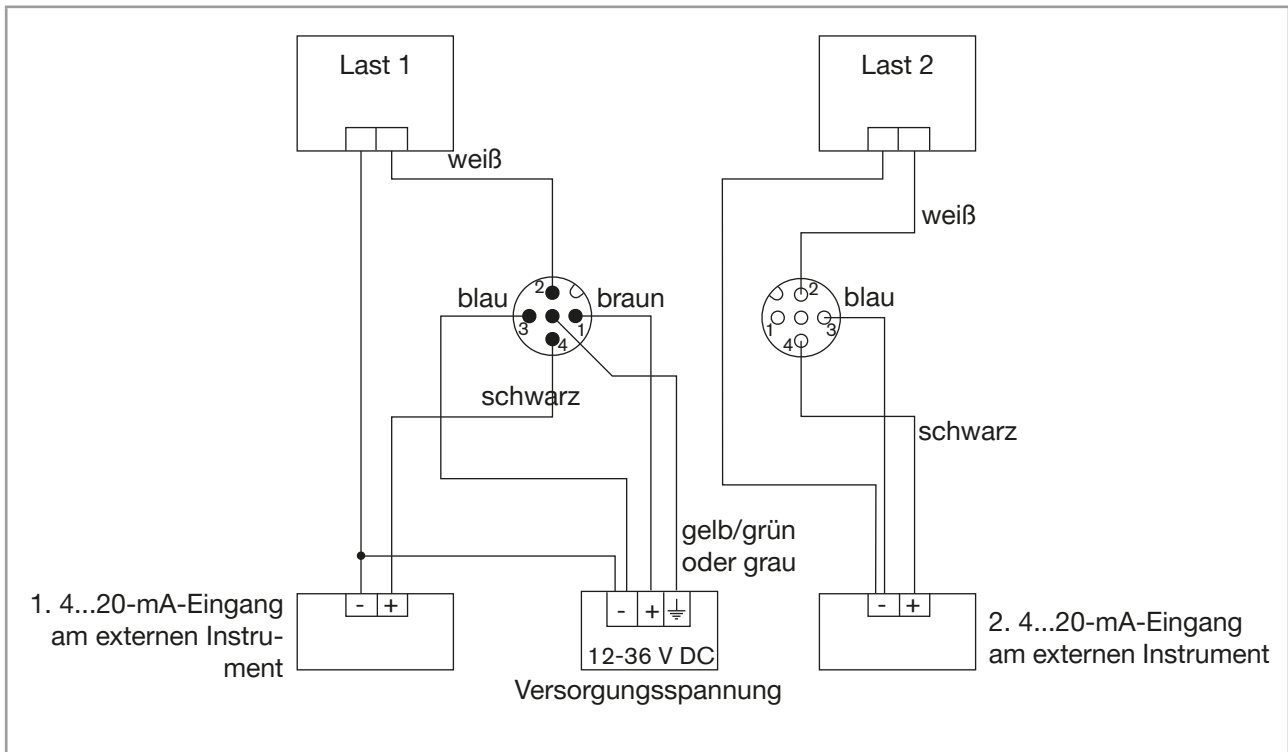 Last 1
Last 2
weiß
weiß
blau
2
braun
3
1
4
2
blau
1
3
4
schwarz
schwarz
gelb/grün
oder grau
1. 4...20-mA-Eingang
am externen Instru-
ment
- +
- +
12-36 V DC
Versorgungsspannung
- +
2. 4...20-mA-Eingang
am externen Instrument